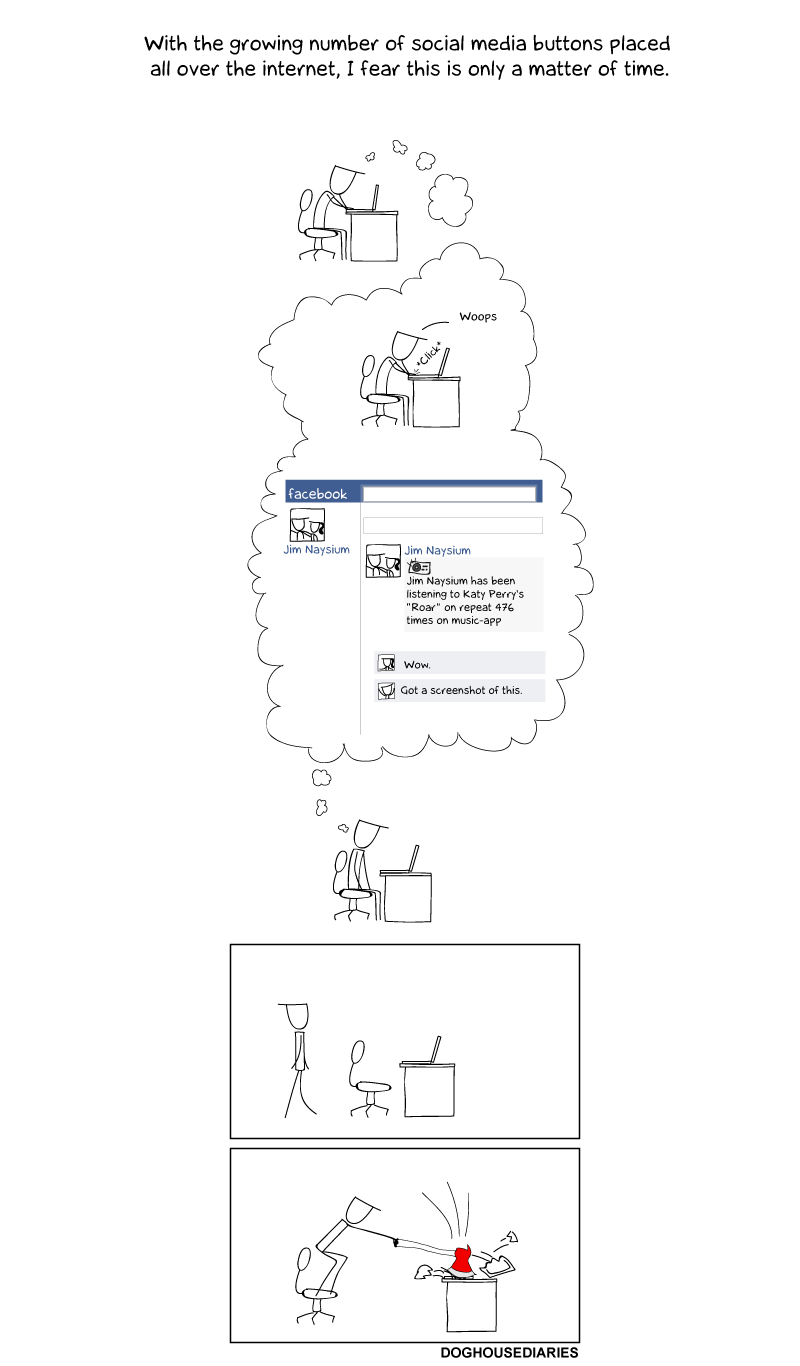 With the growing number of social media buttons placed
all over the internet, I fear this is only a matter of time.
Woops
*Click*
facebook
Jim Naysium
Jim Naysium
Jim Naysium has been
listening to Katy Perry's
"Roar" on repeat 476
times on music-app
Wow.
Got a screenshot of this.
DOGHOUSEDIARIES